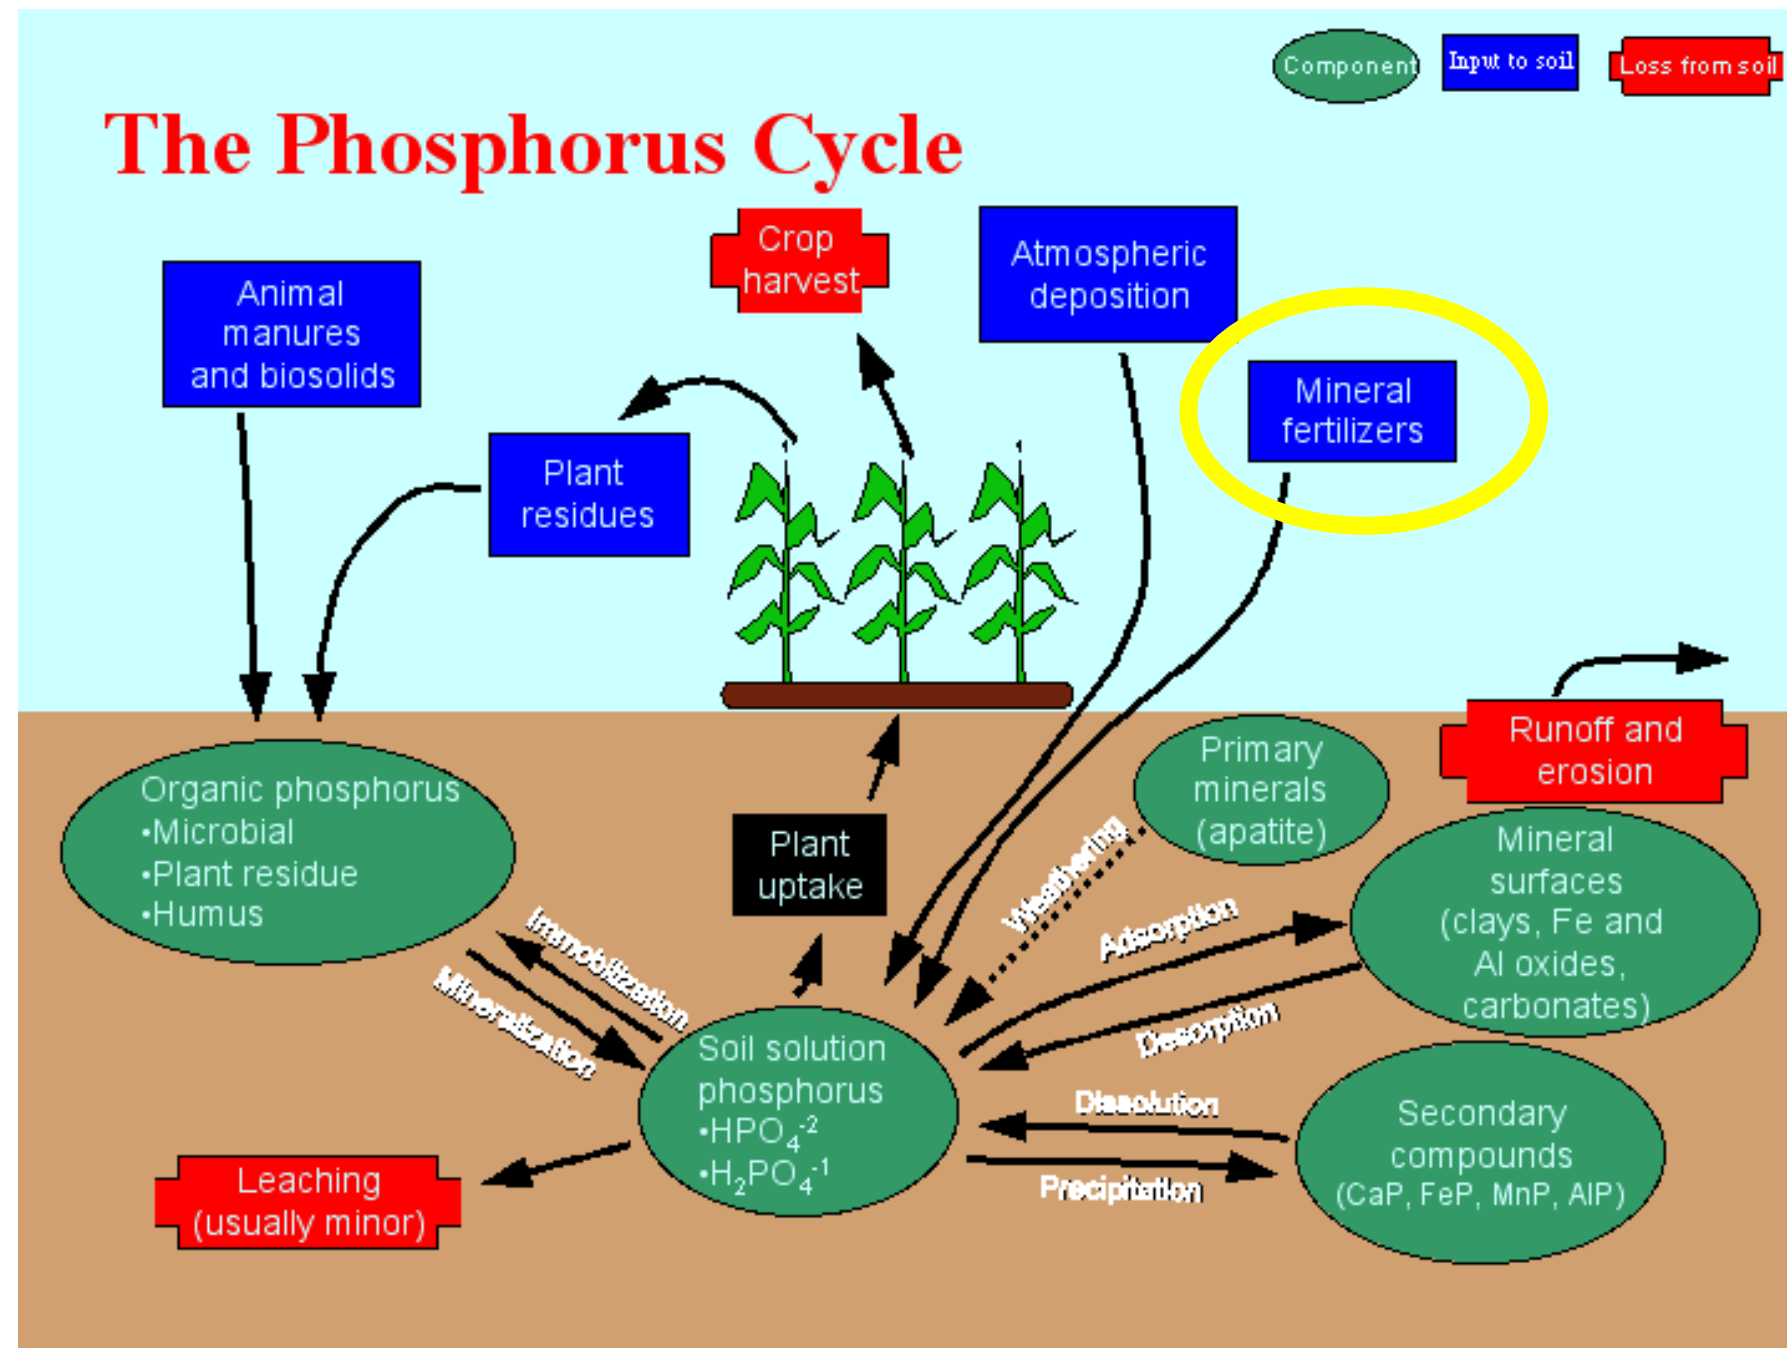 Component
Input to soil
Loss from soil
The Phosphorus Cycle
Crop
harvest
Atmospheric
deposition
Animal
manures
and biosolids
Mineral
fertilizers
Plant
residues
Runoff and
erosion
Primary
minerals
(apatite)
Organic phosphorus
•Microbial
•Plant residue
•Humus
Plant
uptake
Weathering
Mineral
surfaces
(clays, Fe and
Al oxides,
carbonates)
Adsorption
Desorption
Immobilization
Mineralization
Soil solution
phosphorus
•HPO₄⁻²
•H₂PO₄⁻¹
Dissolution
Precipitation
Secondary
compounds
(CaP, FeP, MnP, AlP)
Leaching
(usually minor)